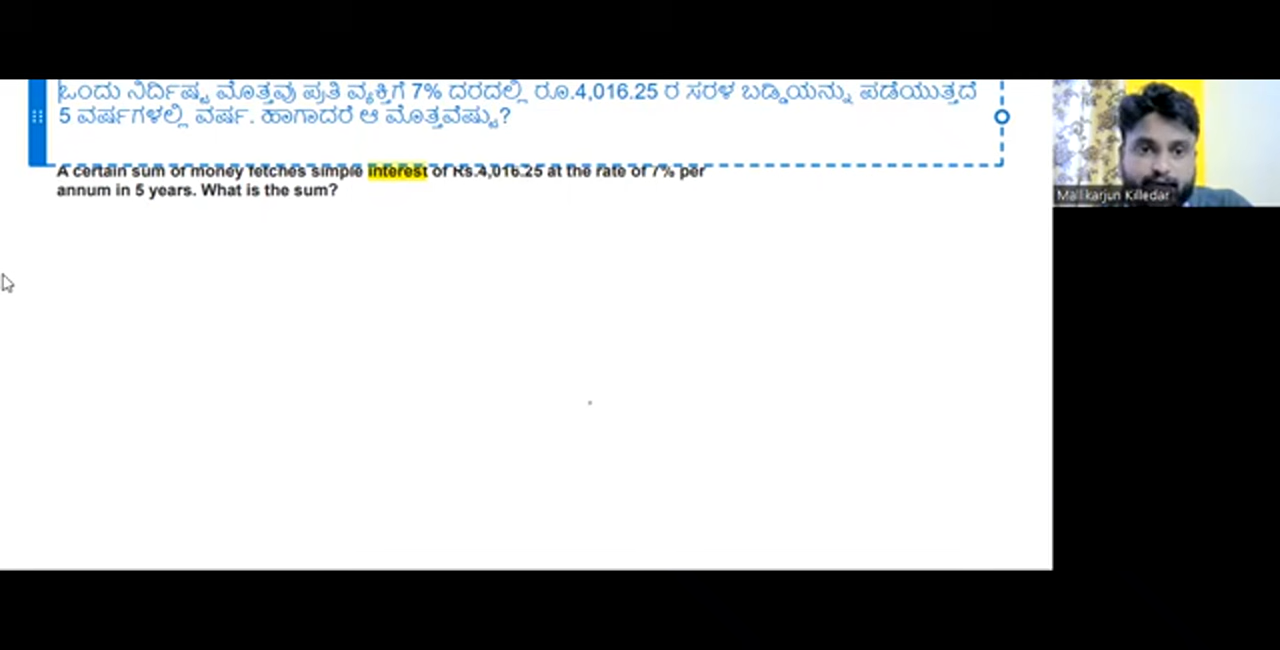 ಒಂದು ನಿರ್ದಿಷ್ಟ ಮೊತ್ತವು ಪ್ರತಿ ವ್ಯಕ್ತಿಗೆ 7% ದರದಲ್ಲಿ ರೂ.4,016.25 ರ ಸರಳ ಬಡ್ಡಿಯನ್ನು ಪಡೆಯುತ್ತದೆ
5 ವರ್ಷಗಳಲ್ಲಿ ವರ್ಷ. ಹಾಗಾದರೆ ಆ ಮೊತ್ತವೆಷ್ಟು?
A certain sum of money fetches simple interest of Rs.4,016.25 at the rate of 7% per
annum in 5 years. What is the sum?
Mallikarjun Killedar